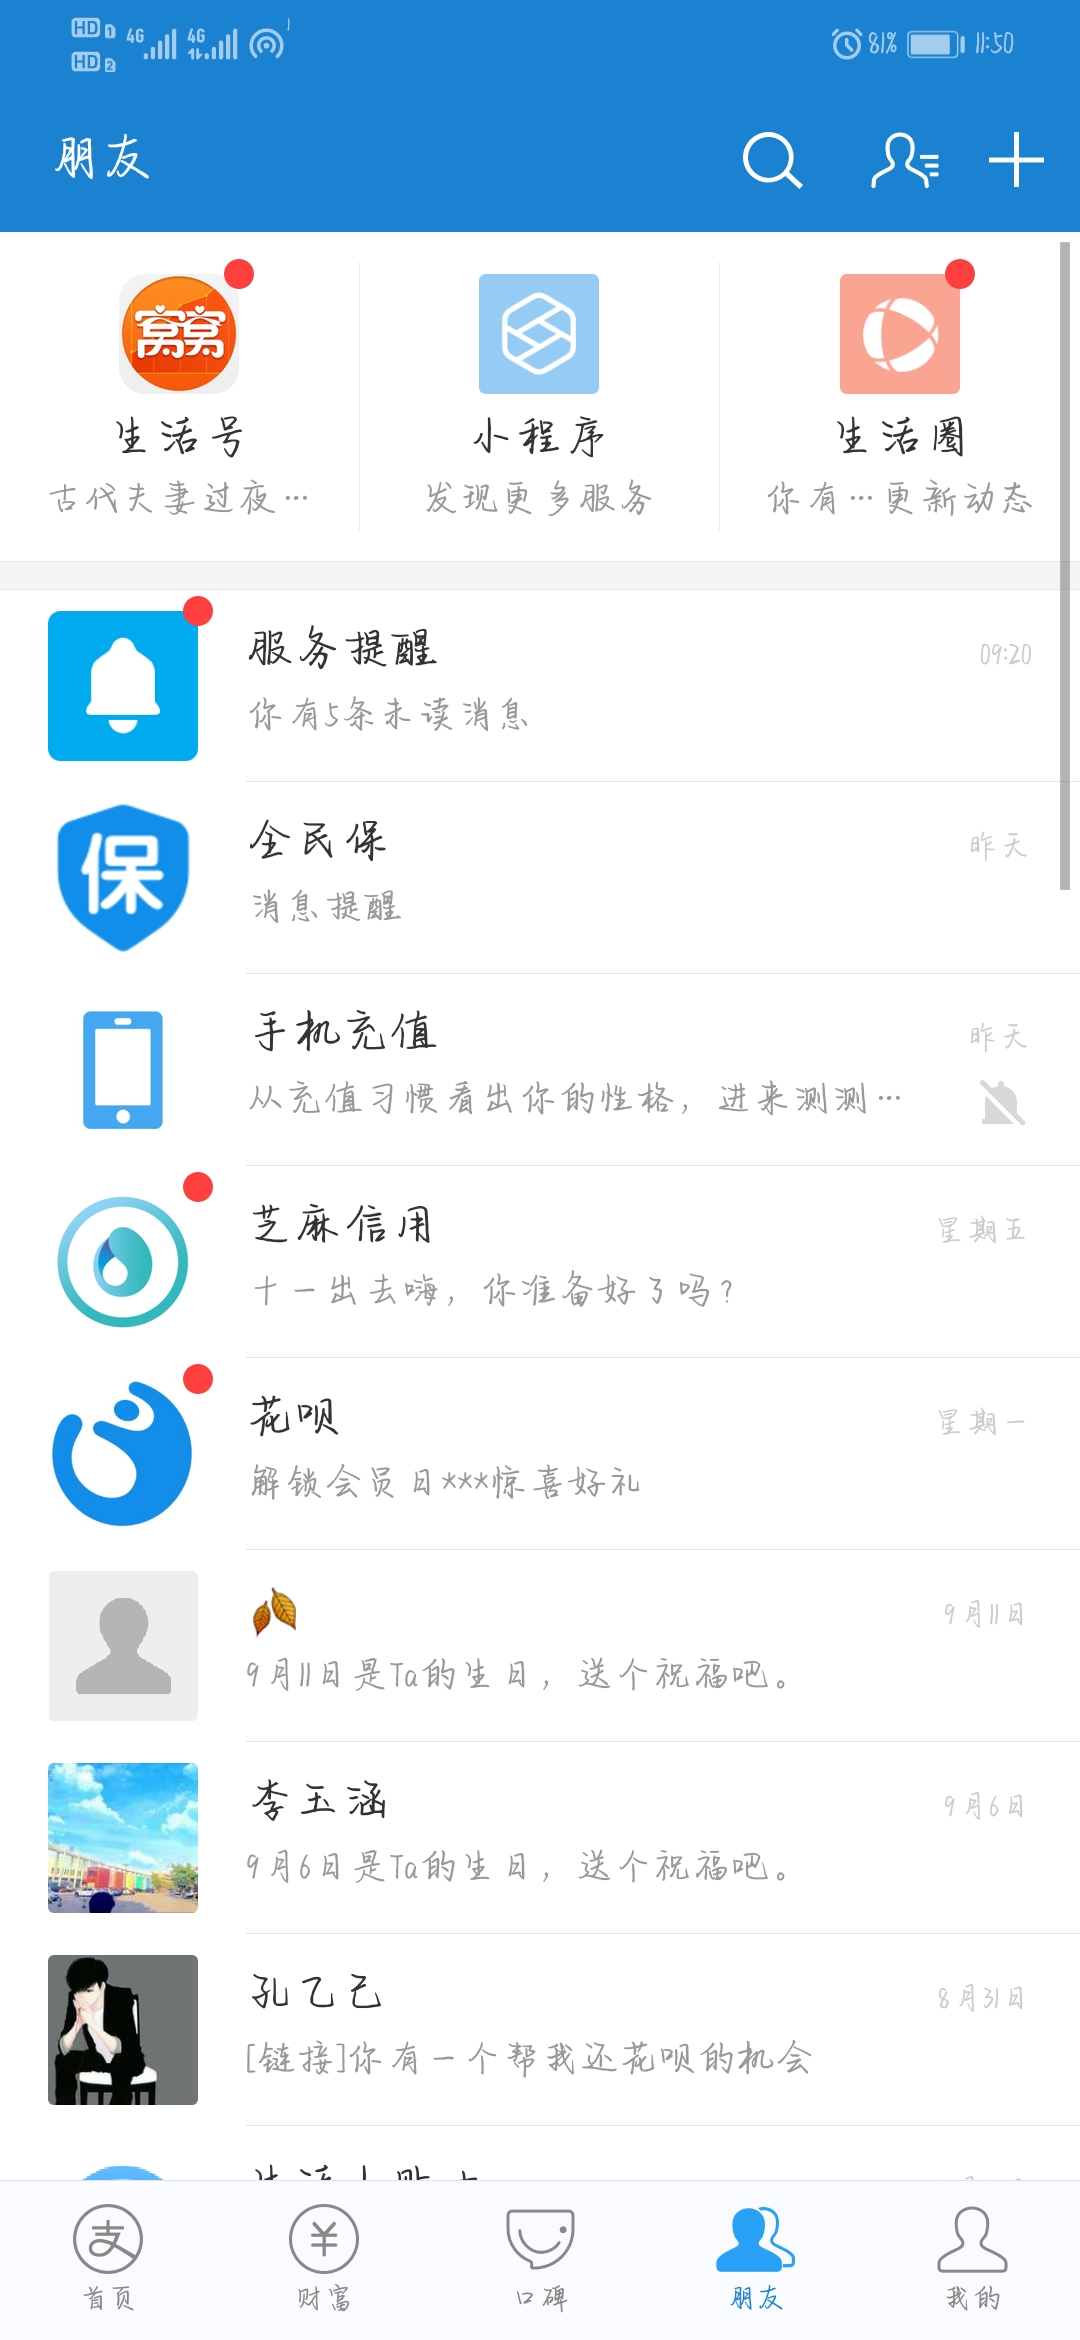 HD 1 4G 4G 81% 11:50
HD 2
朋友
窝窝
生活号 小程序 生活圈
古代夫妻过夜… 发现更多服务 你有…更新动态
服务提醒 09:20
你有5条未读消息
保
全民保 昨天
消息提醒
手机充值 昨天
从充值习惯看出你的性格，进来测测…
芝麻信用 星期五
十一出去嗨，你准备好了吗？
花呗 星期一
解锁会员日***惊喜好礼
🍂 9月11日
9月11日是Ta的生日，送个祝福吧。
李玉涵 9月6日
9月6日是Ta的生日，送个祝福吧。
孔乙己 8月31日
[链接]你有一个帮我还花呗的机会
支 ¥
首页 财富 口碑 朋友 我的